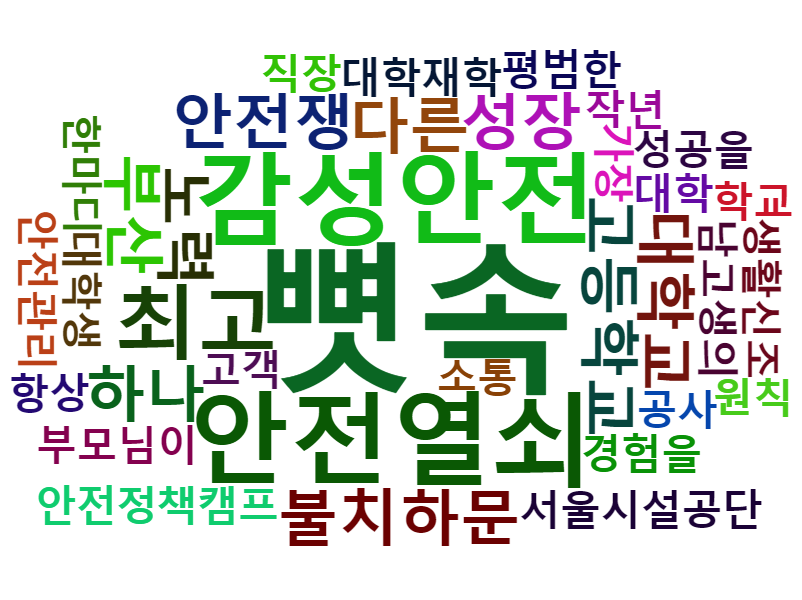 직장
대학재학
평범한
안전쟁
다른
성장
작년
가장
성공을
한마디
부산
노력
감성안전
고등학교
대학
학교
안전관리
대학생
뼛속
대학교
남고생의
생활신조
최고
고객
소통
항상
하나
안전열쇠
공사
원칙
부모님이
경험을
안전정책캠프
불치하문
서울시설공단